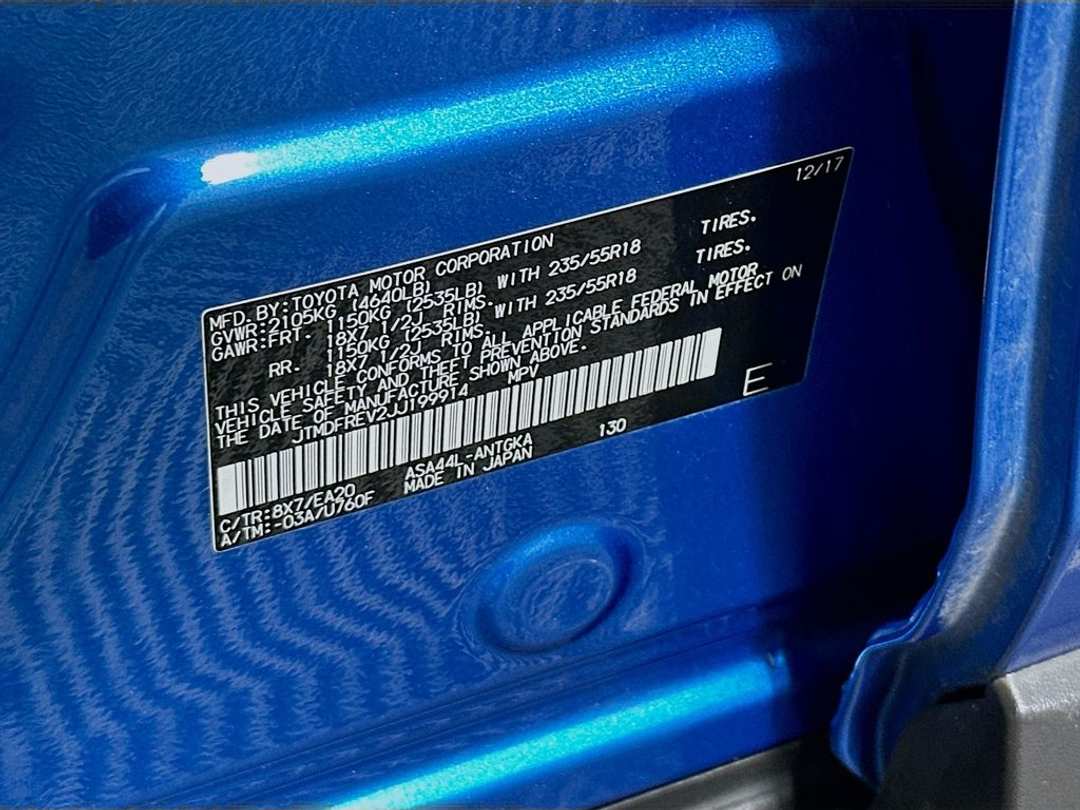 12/17
MFD. BY: TOYOTA MOTOR CORPORATION
GVWR: 2105KG (4640LB)
GAWR: FRT. 1150KG (2535LB) WITH 235/55R18 TIRES.
18X7 1/2J RIMS.
RR. 1150KG (2535LB) WITH 235/55R18 TIRES.
18X7 1/2J RIMS.
THIS VEHICLE CONFORMS TO ALL APPLICABLE FEDERAL MOTOR
VEHICLE SAFETY AND THEFT PREVENTION STANDARDS IN EFFECT ON
THE DATE OF MANUFACTURE SHOWN ABOVE.
JTMDFREV2JJ199914 MPV
E
C/TR: 8X7/EA20 ASA44L-ANTGKA 130
A/TM: -03A/U760F MADE IN JAPAN